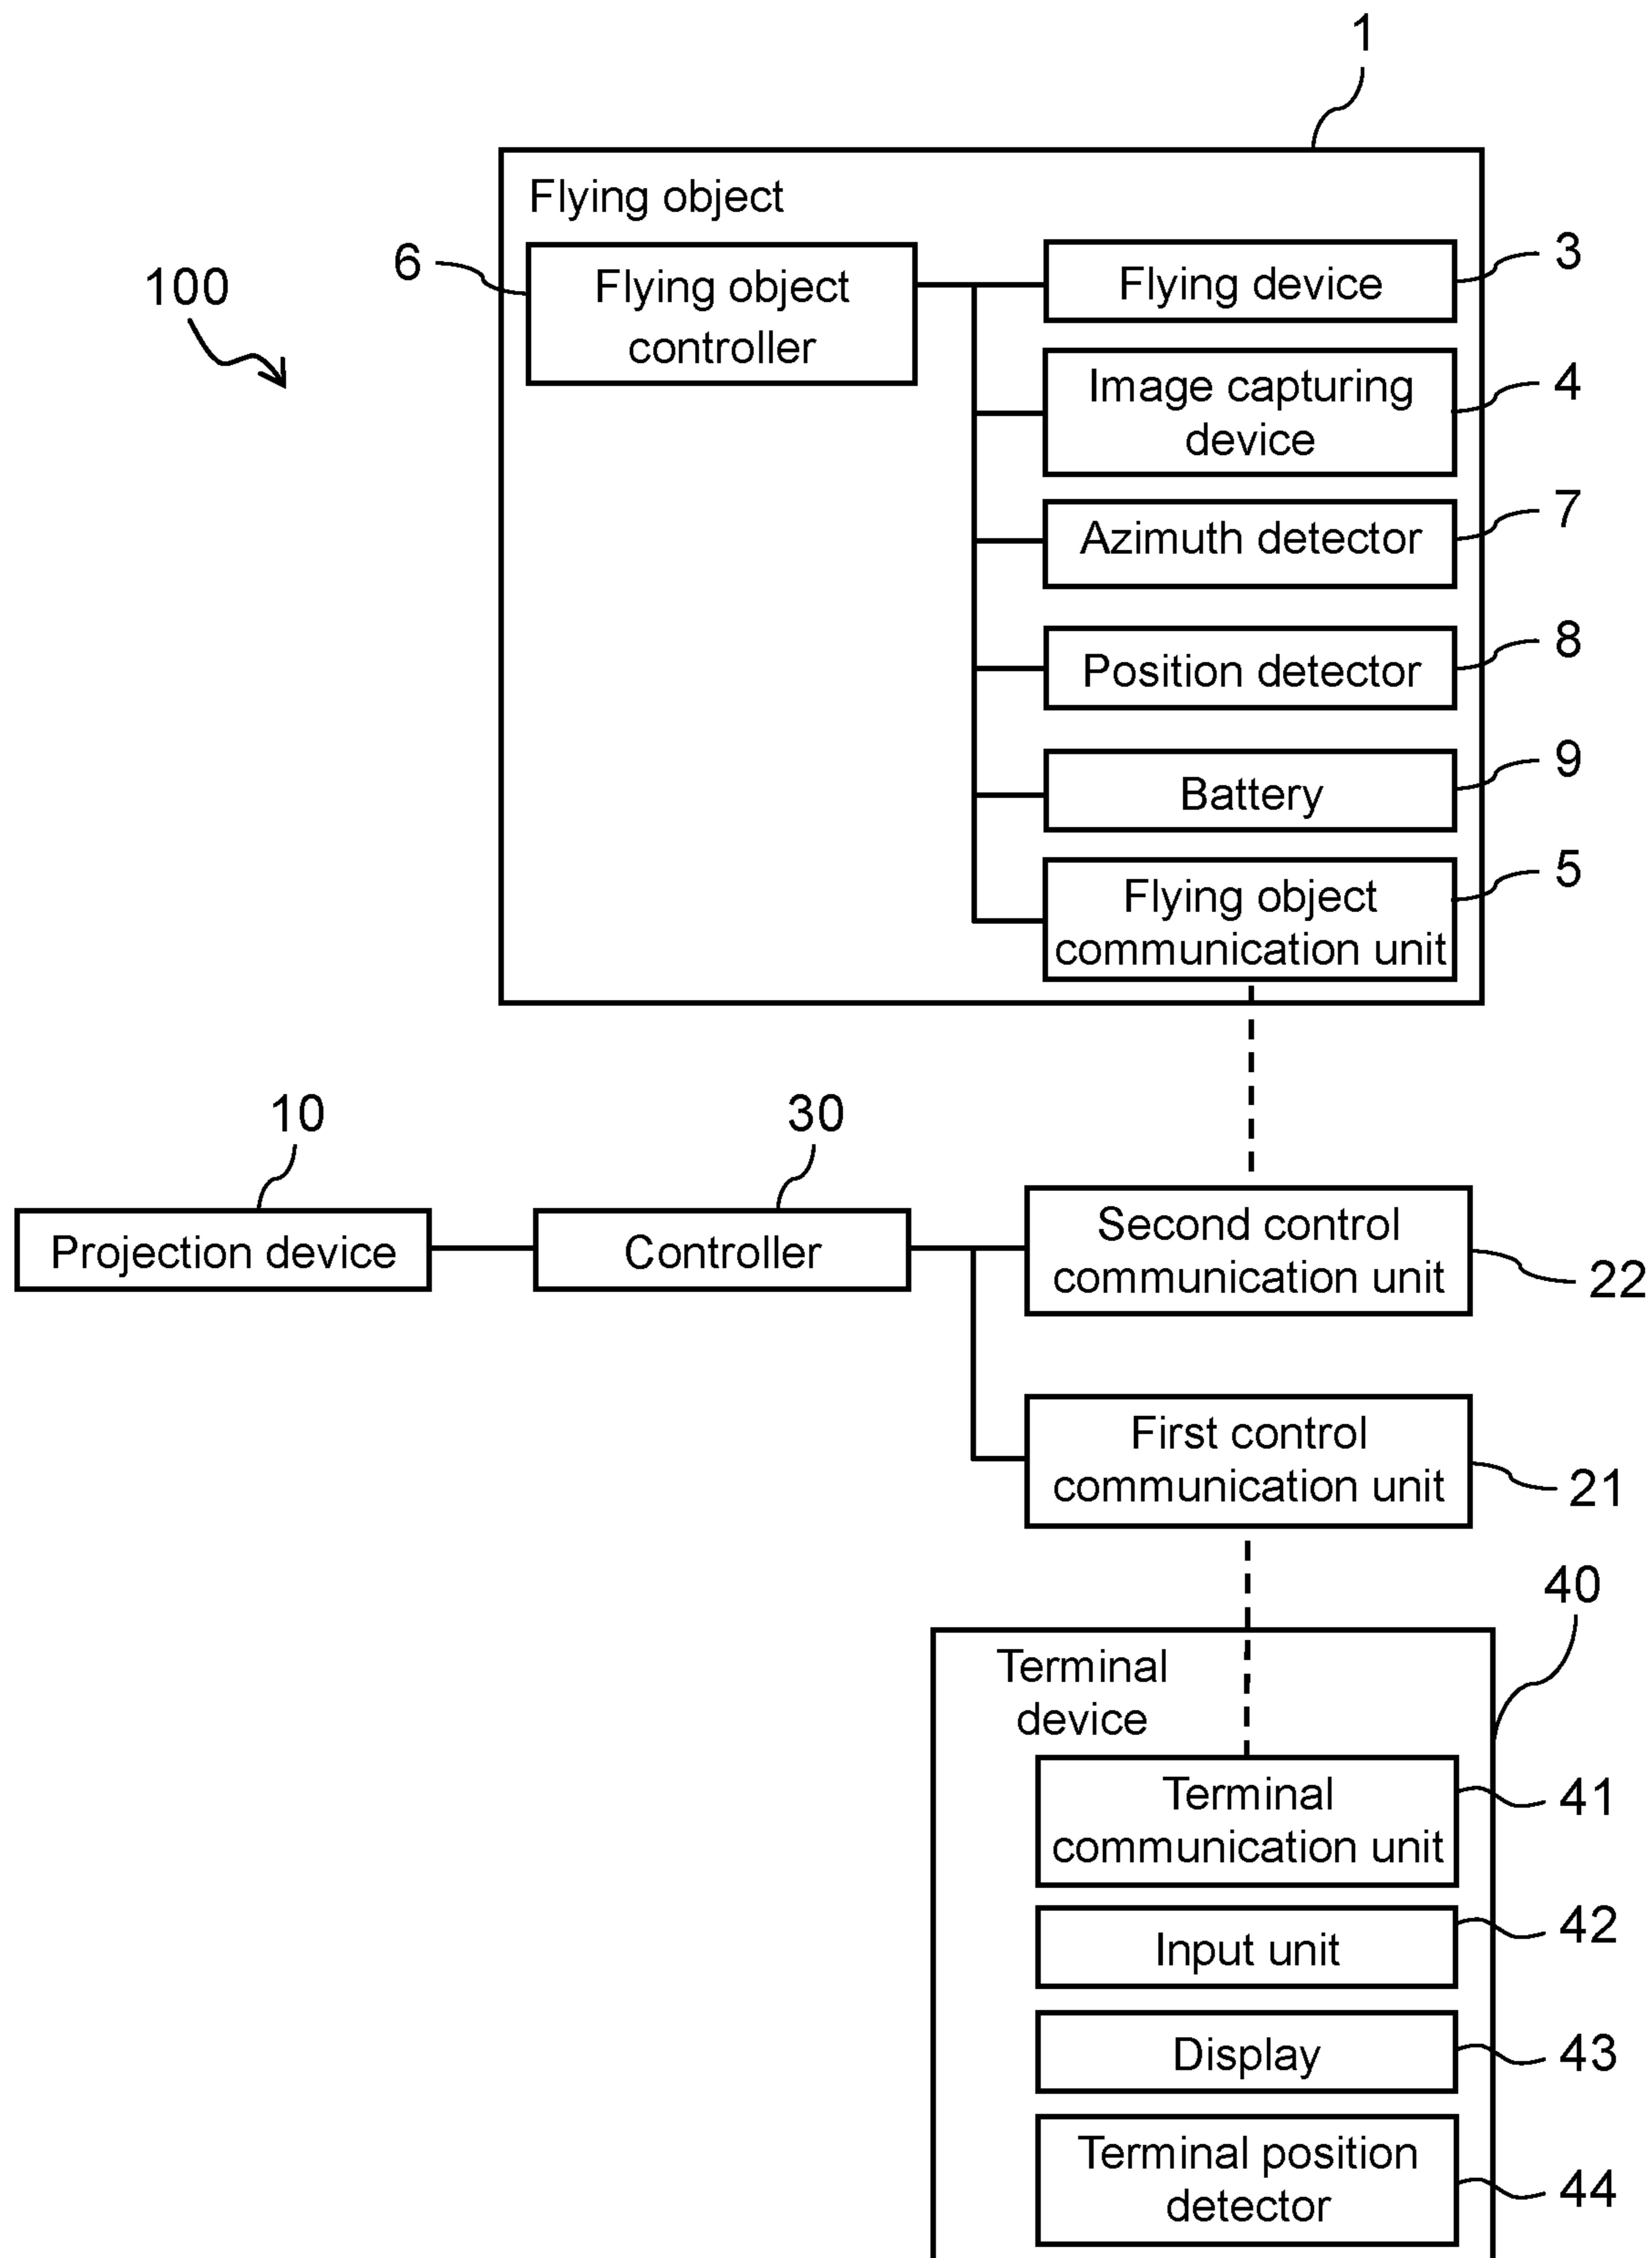 1
Flying object
100
6
Flying object
controller
Flying device
3
Image capturing
device
4
Azimuth detector
7
Position detector
8
Battery
9
Flying object
communication unit
5
10
30
Projection device
Controller
Second control
communication unit
22
First control
communication unit
21
40
Terminal
device
Terminal
communication unit
41
Input unit
42
Display
43
Terminal position
detector
44